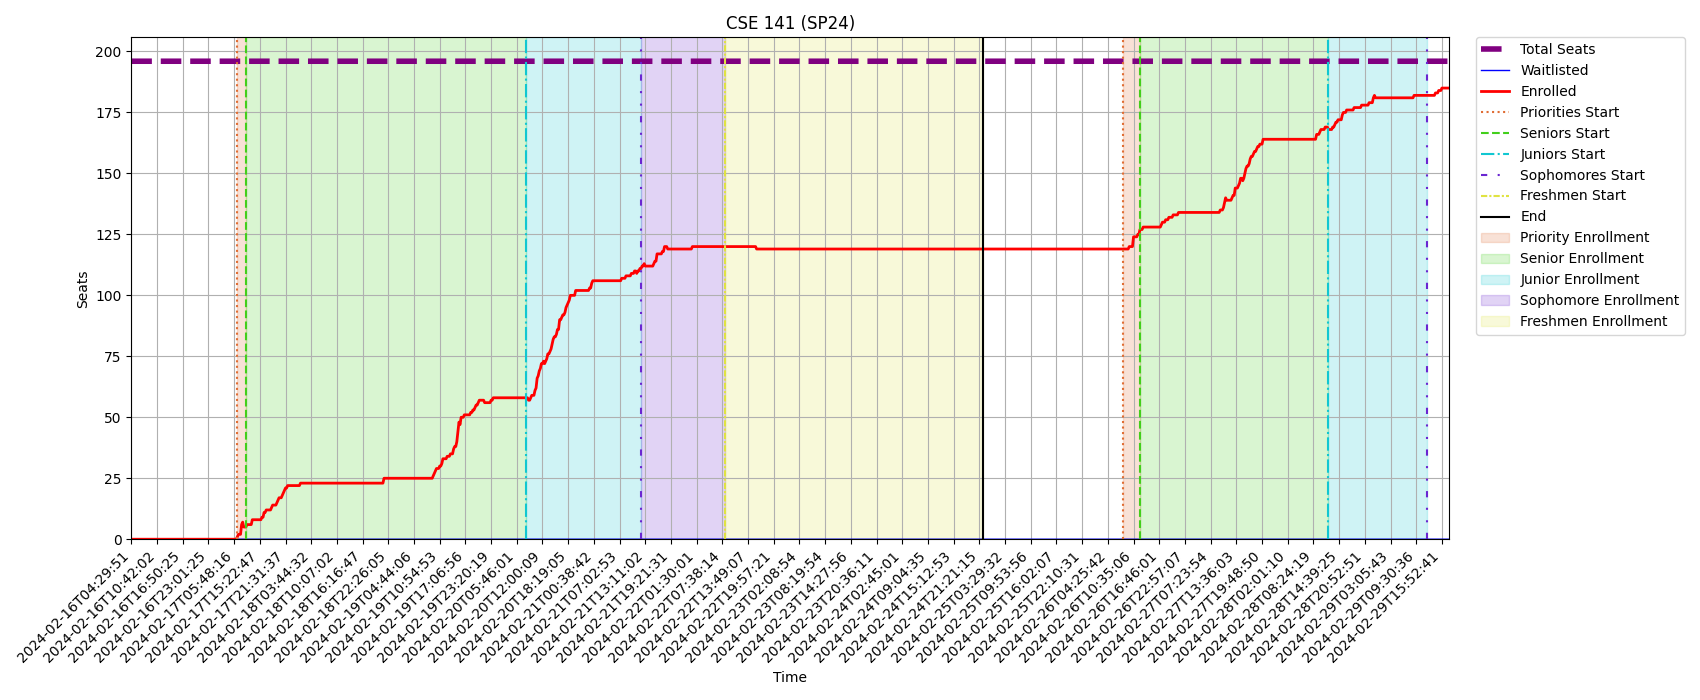 CSE 141 (SP24)
200
175
150
125
100
75
50
25
0
Seats
2024-02-16T04:29:51
2024-02-16T10:42:02
2024-02-16T16:50:25
2024-02-16T23:01:25
2024-02-17T05:48:16
2024-02-17T15:22:47
2024-02-17T21:31:37
2024-02-18T03:44:32
2024-02-18T10:07:02
2024-02-18T16:16:47
2024-02-18T22:26:05
2024-02-19T04:44:06
2024-02-19T10:54:53
2024-02-19T17:06:56
2024-02-19T23:20:19
2024-02-20T05:46:01
2024-02-20T12:00:09
2024-02-20T18:19:05
2024-02-21T00:38:42
2024-02-21T07:02:53
2024-02-21T13:11:02
2024-02-21T19:21:31
2024-02-22T01:30:01
2024-02-22T07:38:14
2024-02-22T13:49:07
2024-02-22T19:57:21
2024-02-23T02:08:54
2024-02-23T08:19:54
2024-02-23T14:27:56
2024-02-23T20:36:11
2024-02-24T02:45:01
2024-02-24T09:04:35
2024-02-24T15:12:53
2024-02-24T21:21:15
2024-02-25T03:29:32
2024-02-25T09:53:56
2024-02-25T16:02:07
2024-02-25T22:10:31
2024-02-26T04:25:42
2024-02-26T10:35:06
2024-02-26T16:46:01
2024-02-26T22:57:07
2024-02-27T07:23:54
2024-02-27T13:36:03
2024-02-27T19:48:50
2024-02-28T02:01:10
2024-02-28T08:24:19
2024-02-28T14:39:25
2024-02-28T20:52:51
2024-02-29T03:05:43
2024-02-29T09:30:36
2024-02-29T15:52:41
Time
Total Seats
Waitlisted
Enrolled
Priorities Start
Seniors Start
Juniors Start
Sophomores Start
Freshmen Start
End
Priority Enrollment
Senior Enrollment
Junior Enrollment
Sophomore Enrollment
Freshmen Enrollment